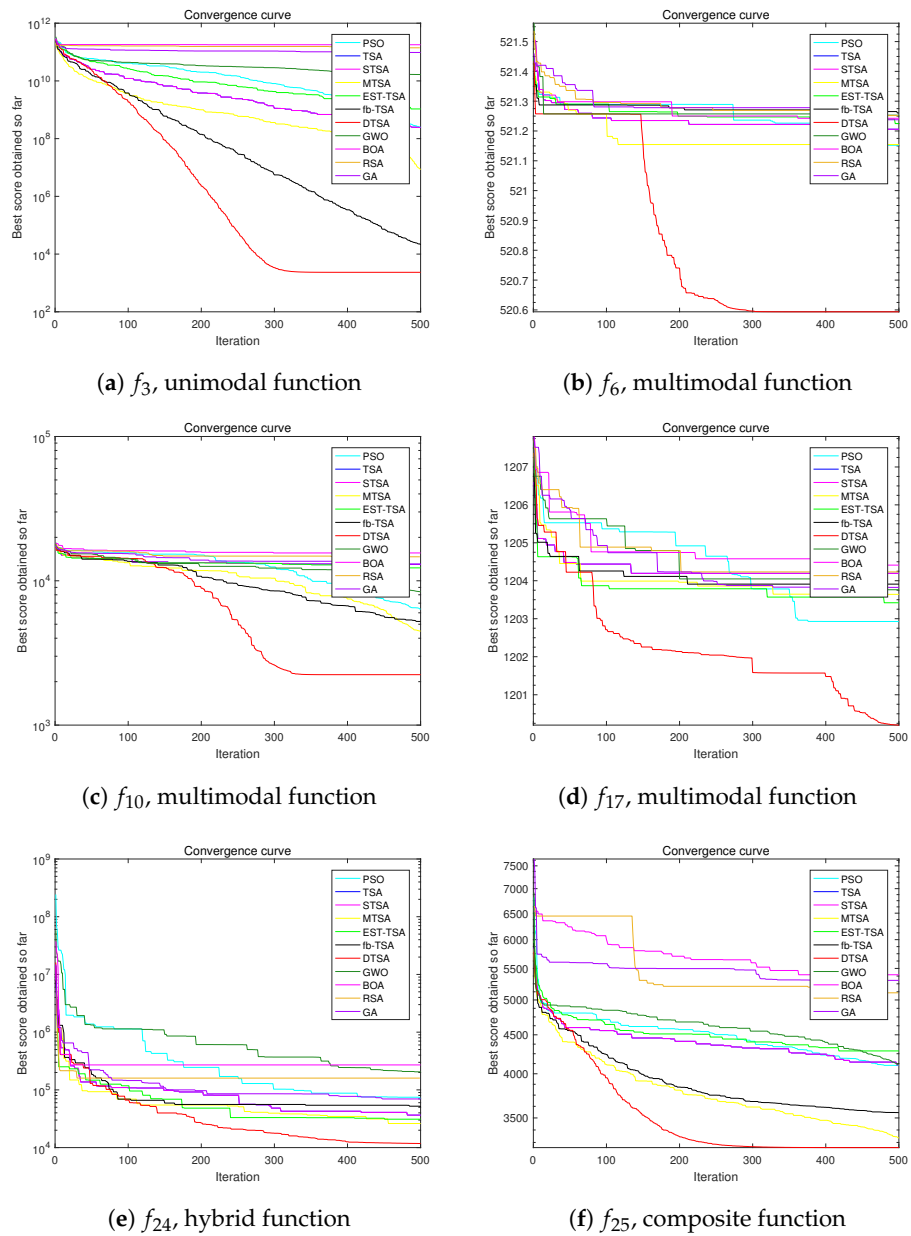 Convergence curve
Best score obtained so far
10^12
10^10
10^8
10^6
10^4
10^2
0 100 200 300 400 500
Iteration
PSO
TSA
STSA
MTSA
EST-TSA
fb-TSA
DTSA
GWO
BOA
RSA
GA
(a) f3, unimodal function
Convergence curve
Best score obtained so far
521.5
521.4
521.3
521.2
521.1
521
520.9
520.8
520.7
520.6
0 100 200 300 400 500
Iteration
PSO
TSA
STSA
MTSA
EST-TSA
fb-TSA
DTSA
GWO
BOA
RSA
GA
(b) f6, multimodal function
Convergence curve
Best score obtained so far
10^5
10^4
10^3
0 100 200 300 400 500
Iteration
PSO
TSA
STSA
MTSA
EST-TSA
fb-TSA
DTSA
GWO
BOA
RSA
GA
(c) f10, multimodal function
Convergence curve
Best score obtained so far
1207
1206
1205
1204
1203
1202
1201
0 100 200 300 400 500
Iteration
PSO
TSA
STSA
MTSA
EST-TSA
fb-TSA
DTSA
GWO
BOA
RSA
GA
(d) f17, multimodal function
Convergence curve
Best score obtained so far
10^9
10^8
10^7
10^6
10^5
10^4
0 100 200 300 400 500
Iteration
PSO
TSA
STSA
MTSA
EST-TSA
fb-TSA
DTSA
GWO
BOA
RSA
GA
(e) f24, hybrid function
Convergence curve
Best score obtained so far
7500
7000
6500
6000
5500
5000
4500
4000
3500
0 100 200 300 400 500
Iteration
PSO
TSA
STSA
MTSA
EST-TSA
fb-TSA
DTSA
GWO
BOA
RSA
GA
(f) f25, composite function